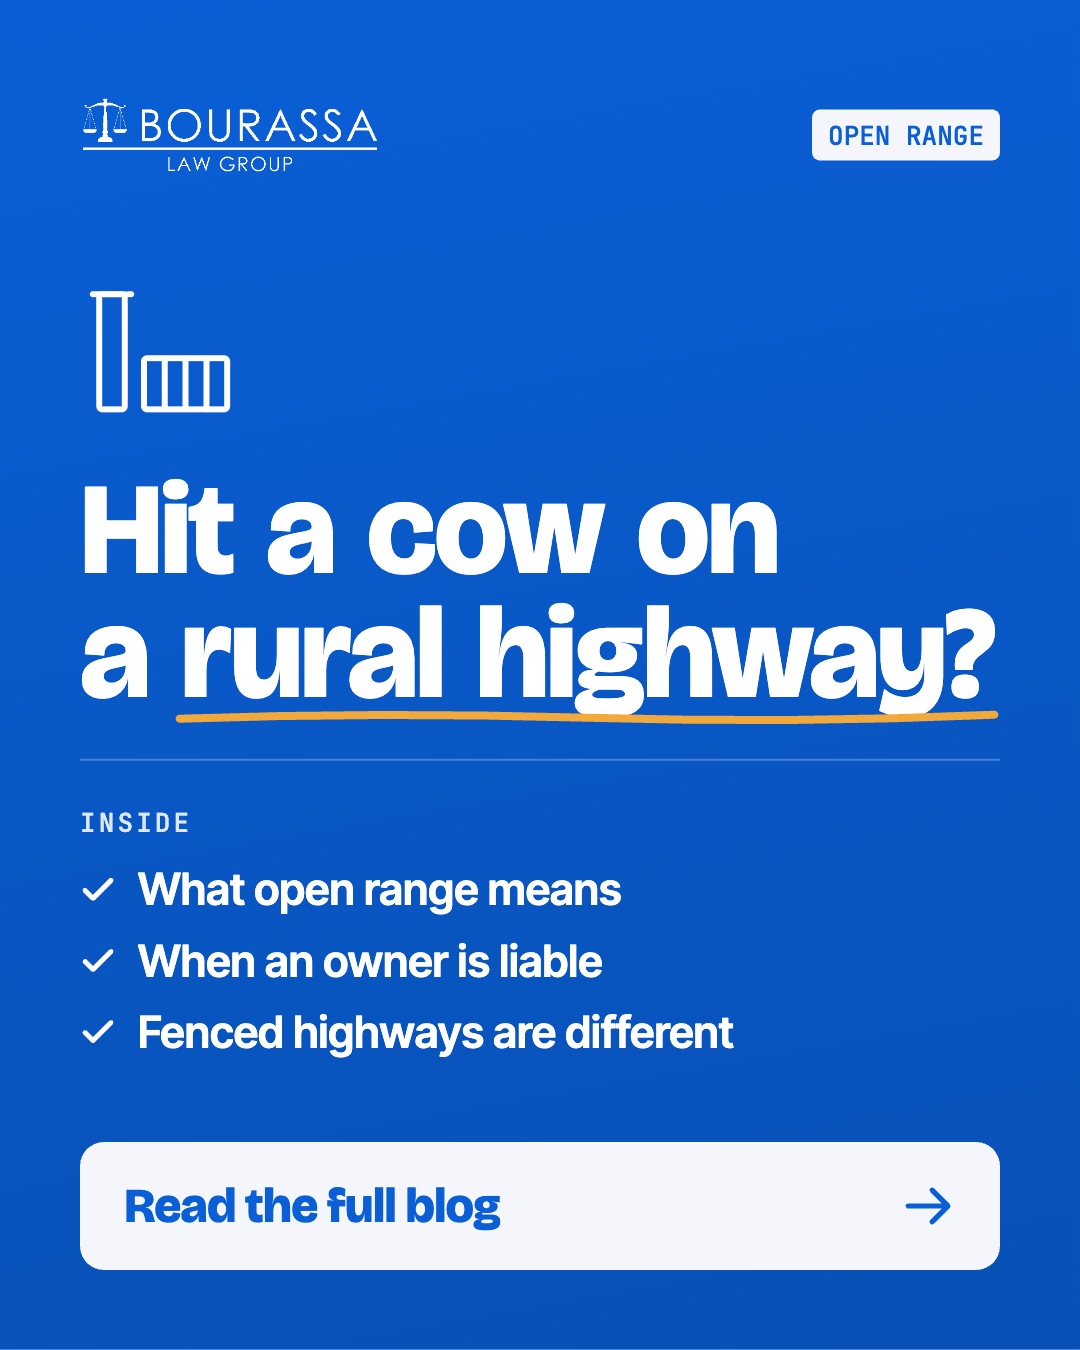 BOURASSA
LAW GROUP
OPEN RANGE
Hit a cow on
a rural highway?
INSIDE
What open range means
When an owner is liable
Fenced highways are different
Read the full blog